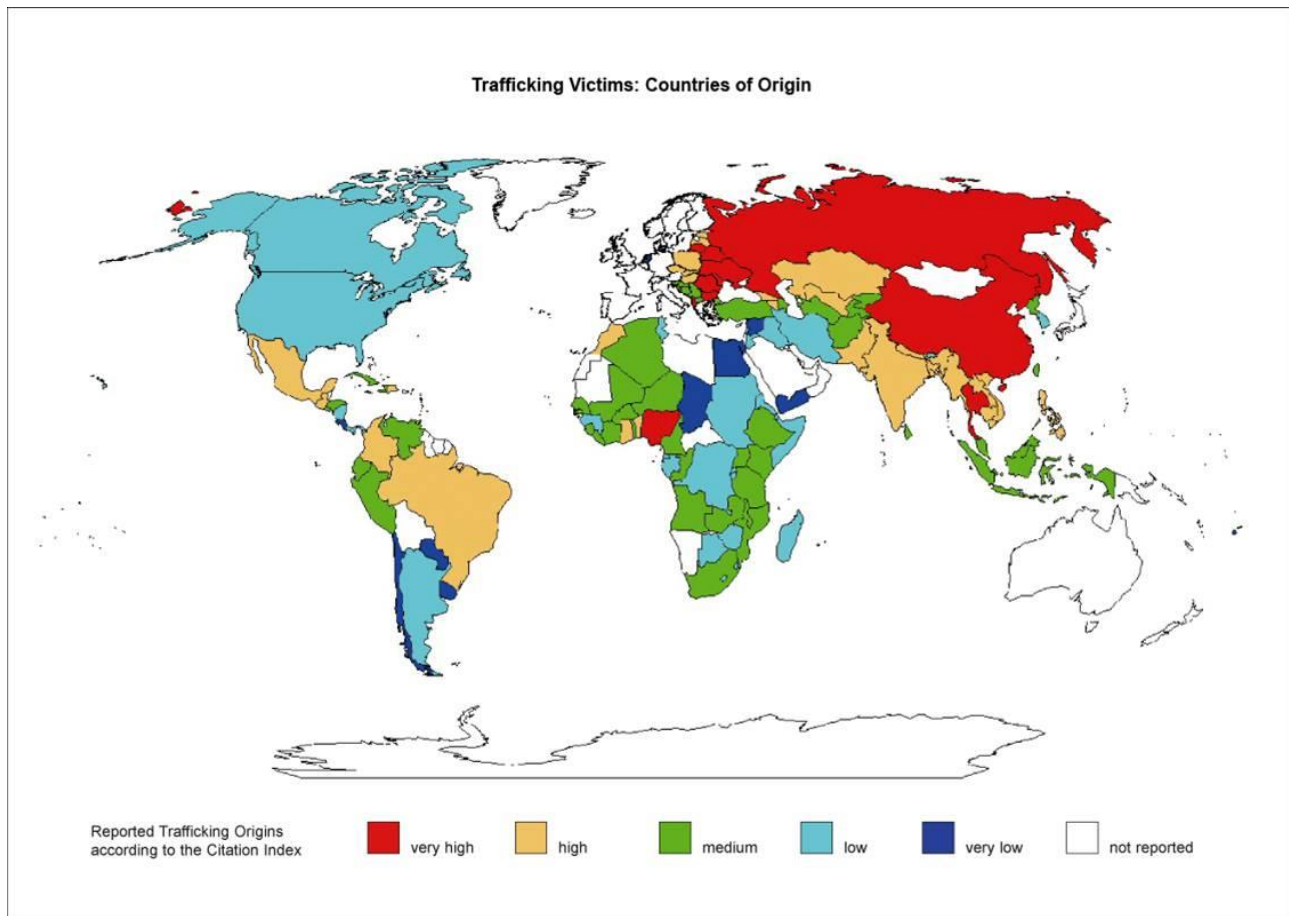 Trafficking Victims: Countries of Origin
Reported Trafficking Origins
according to the Citation Index
very high
high
medium
low
very low
not reported